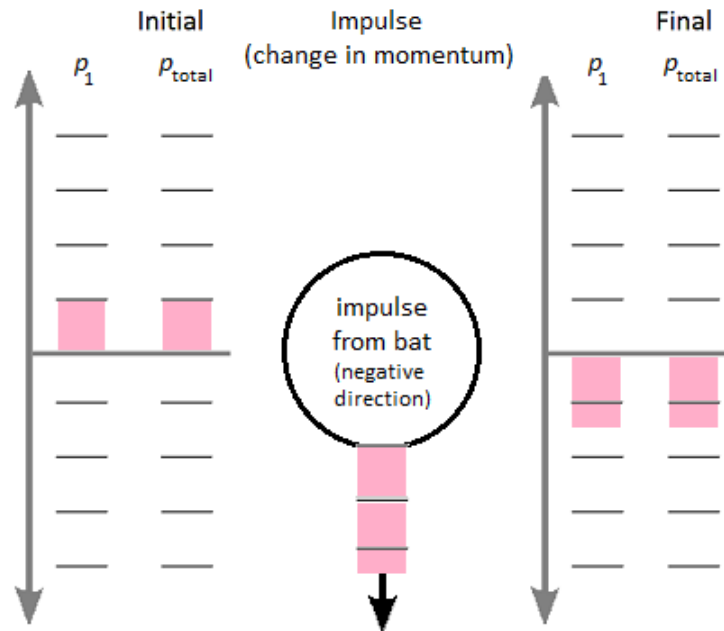 Initial
p1
ptotal
Impulse
(change in momentum)
impulse
from bat
(negative
direction)
Final
p1
ptotal